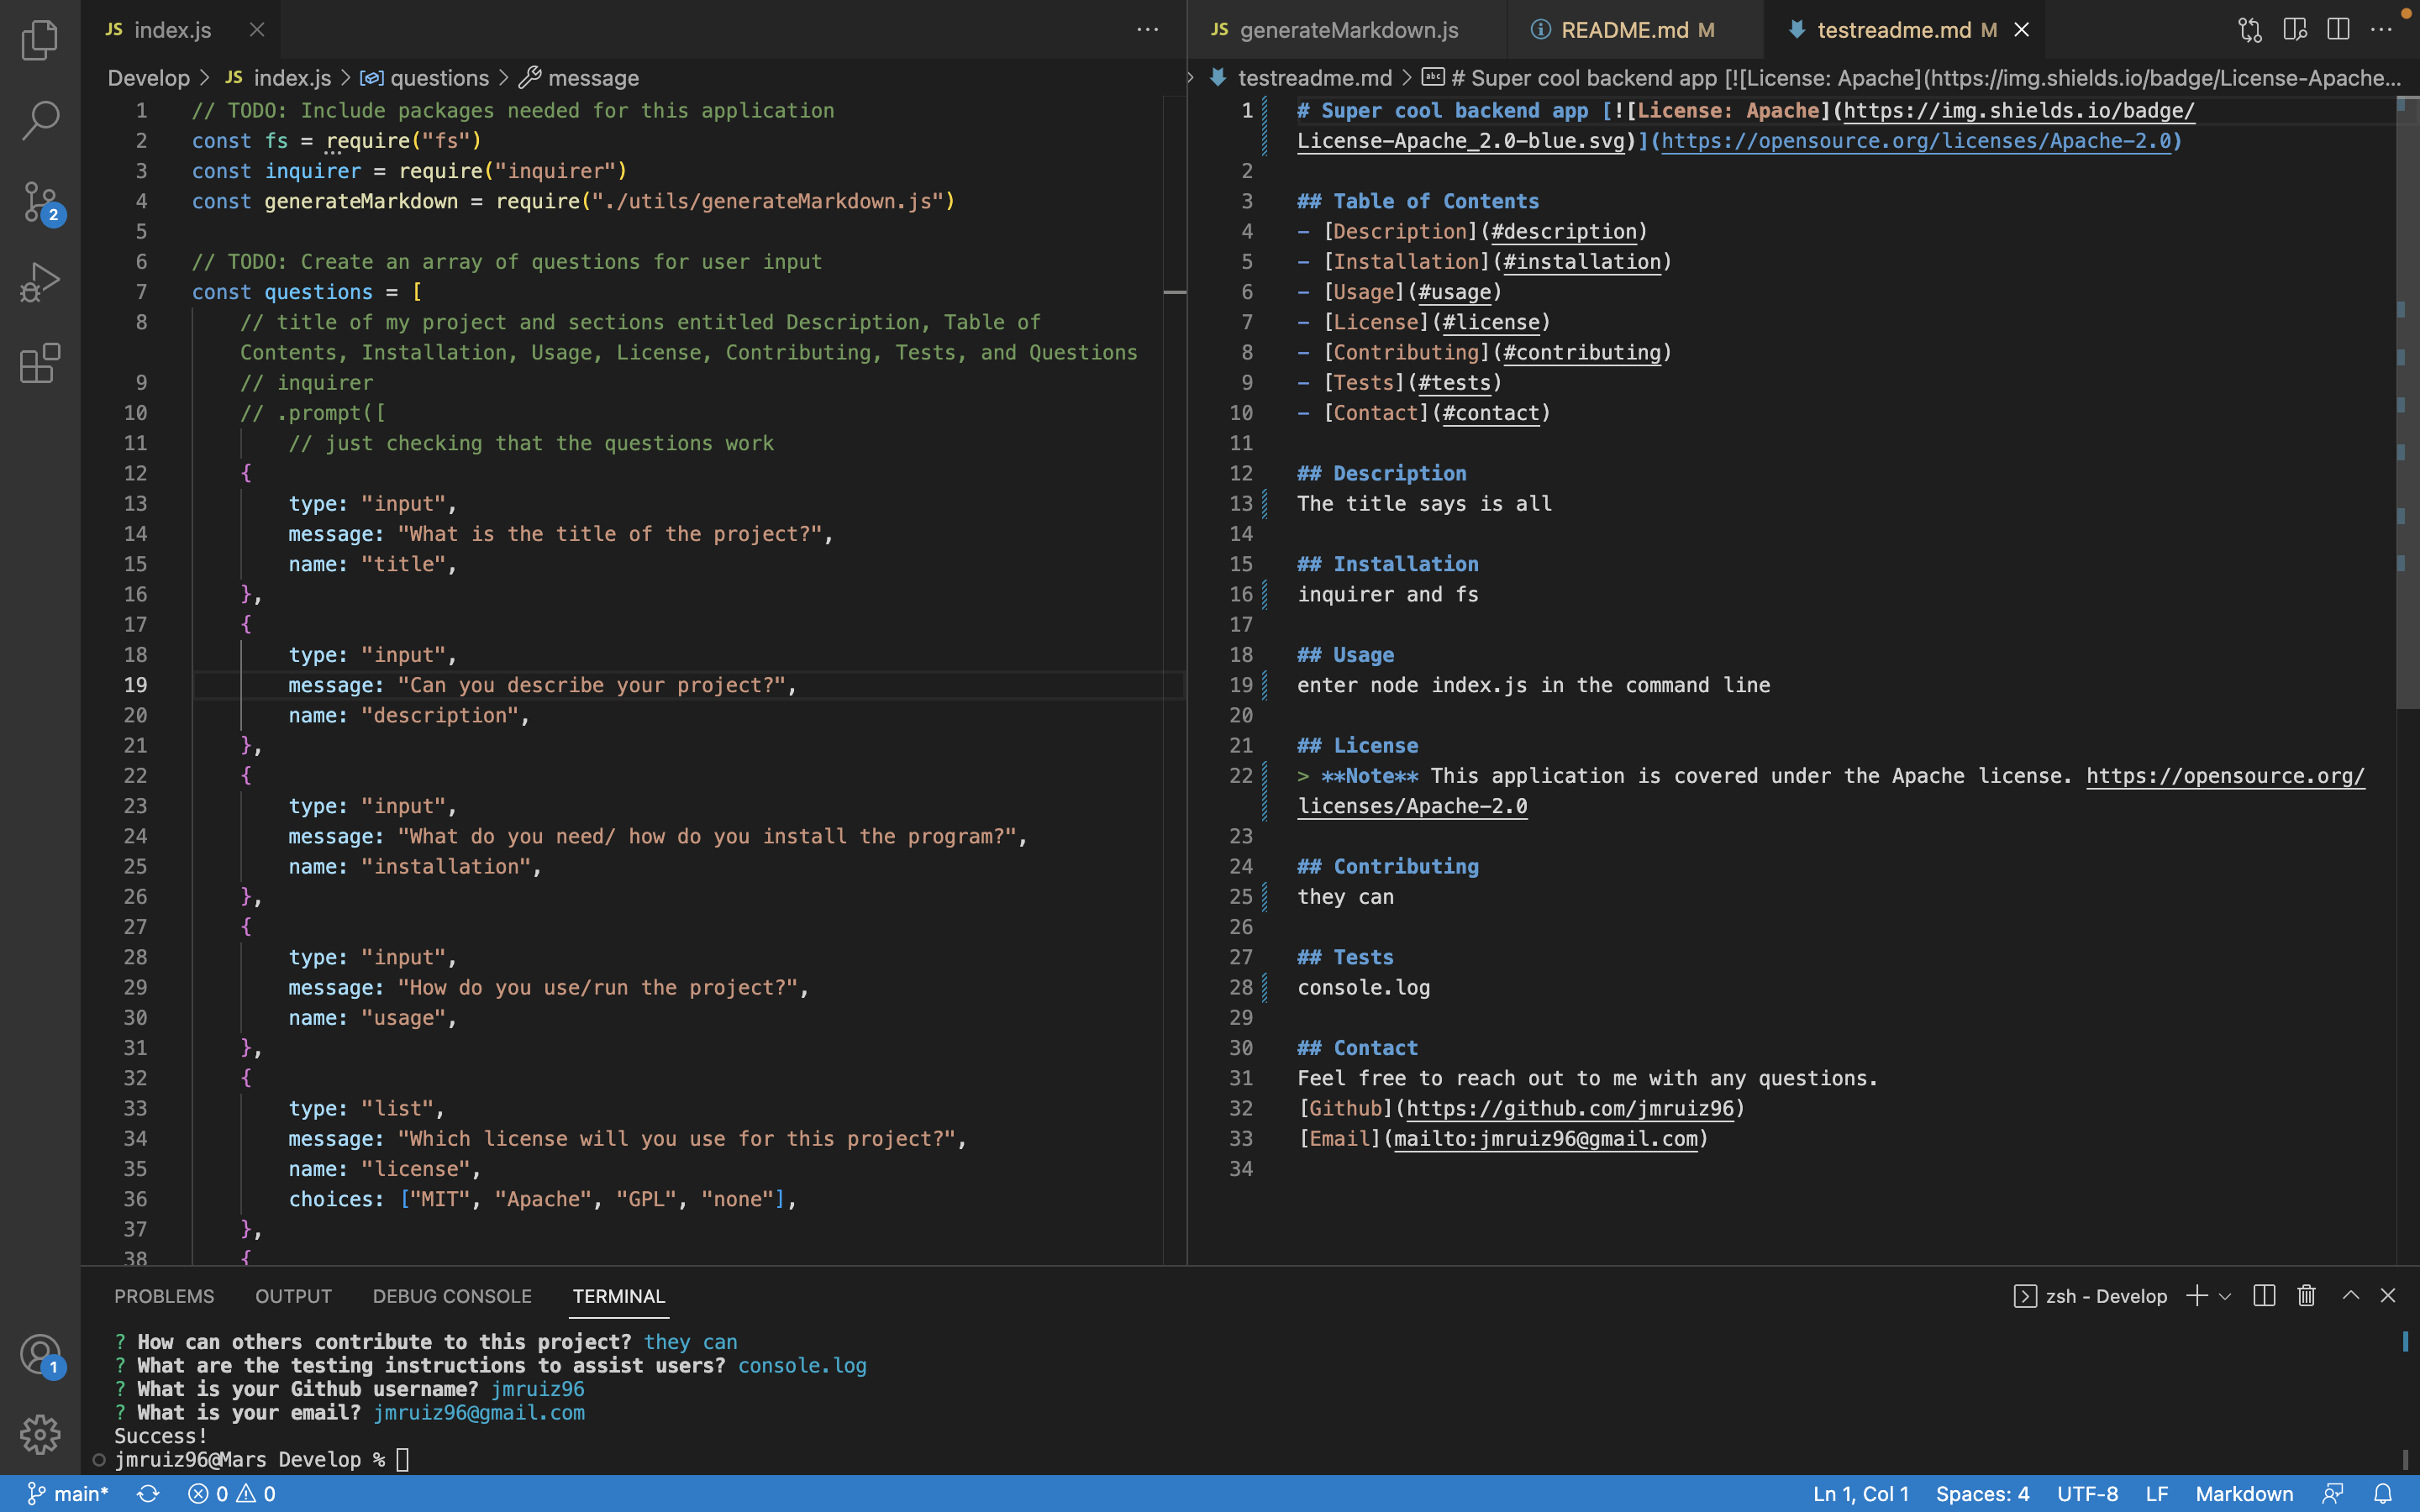 JS index.js
JS generateMarkdown.js
README.md M
testreadme.md M
Develop > JS index.js > questions > message
> testreadme.md > abc # Super cool backend app [![License: Apache](https://img.shields.io/badge/License-Apache...
1 // TODO: Include packages needed for this application
2 const fs = require("fs")
3 const inquirer = require("inquirer")
4 const generateMarkdown = require("./utils/generateMarkdown.js")
5
6 // TODO: Create an array of questions for user input
7 const questions = [
8 // title of my project and sections entitled Description, Table of
Contents, Installation, Usage, License, Contributing, Tests, and Questions
9 // inquirer
10 // .prompt([
11 // just checking that the questions work
12 {
13 type: "input",
14 message: "What is the title of the project?",
15 name: "title",
16 },
17 {
18 type: "input",
19 message: "Can you describe your project?",
20 name: "description",
21 },
22 {
23 type: "input",
24 message: "What do you need/ how do you install the program?",
25 name: "installation",
26 },
27 {
28 type: "input",
29 message: "How do you use/run the project?",
30 name: "usage",
31 },
32 {
33 type: "list",
34 message: "Which license will you use for this project?",
35 name: "license",
36 choices: ["MIT", "Apache", "GPL", "none"],
37 },
38 {
1 # Super cool backend app [![License: Apache](https://img.shields.io/badge/
License-Apache_2.0-blue.svg)](https://opensource.org/licenses/Apache-2.0)
2
3 ## Table of Contents
4 - [Description](#description)
5 - [Installation](#installation)
6 - [Usage](#usage)
7 - [License](#license)
8 - [Contributing](#contributing)
9 - [Tests](#tests)
10 - [Contact](#contact)
11
12 ## Description
13 The title says is all
14
15 ## Installation
16 inquirer and fs
17
18 ## Usage
19 enter node index.js in the command line
20
21 ## License
22 > **Note** This application is covered under the Apache license. https://opensource.org/
licenses/Apache-2.0
23
24 ## Contributing
25 they can
26
27 ## Tests
28 console.log
29
30 ## Contact
31 Feel free to reach out to me with any questions.
32 [Github](https://github.com/jmruiz96)
33 [Email](mailto:jmruiz96@gmail.com)
34
2
1
PROBLEMS OUTPUT DEBUG CONSOLE TERMINAL
zsh - Develop
? How can others contribute to this project? they can
? What are the testing instructions to assist users? console.log
? What is your Github username? jmruiz96
? What is your email? jmruiz96@gmail.com
Success!
jmruiz96@Mars Develop %
main* 0 0
Ln 1, Col 1 Spaces: 4 UTF-8 LF Markdown